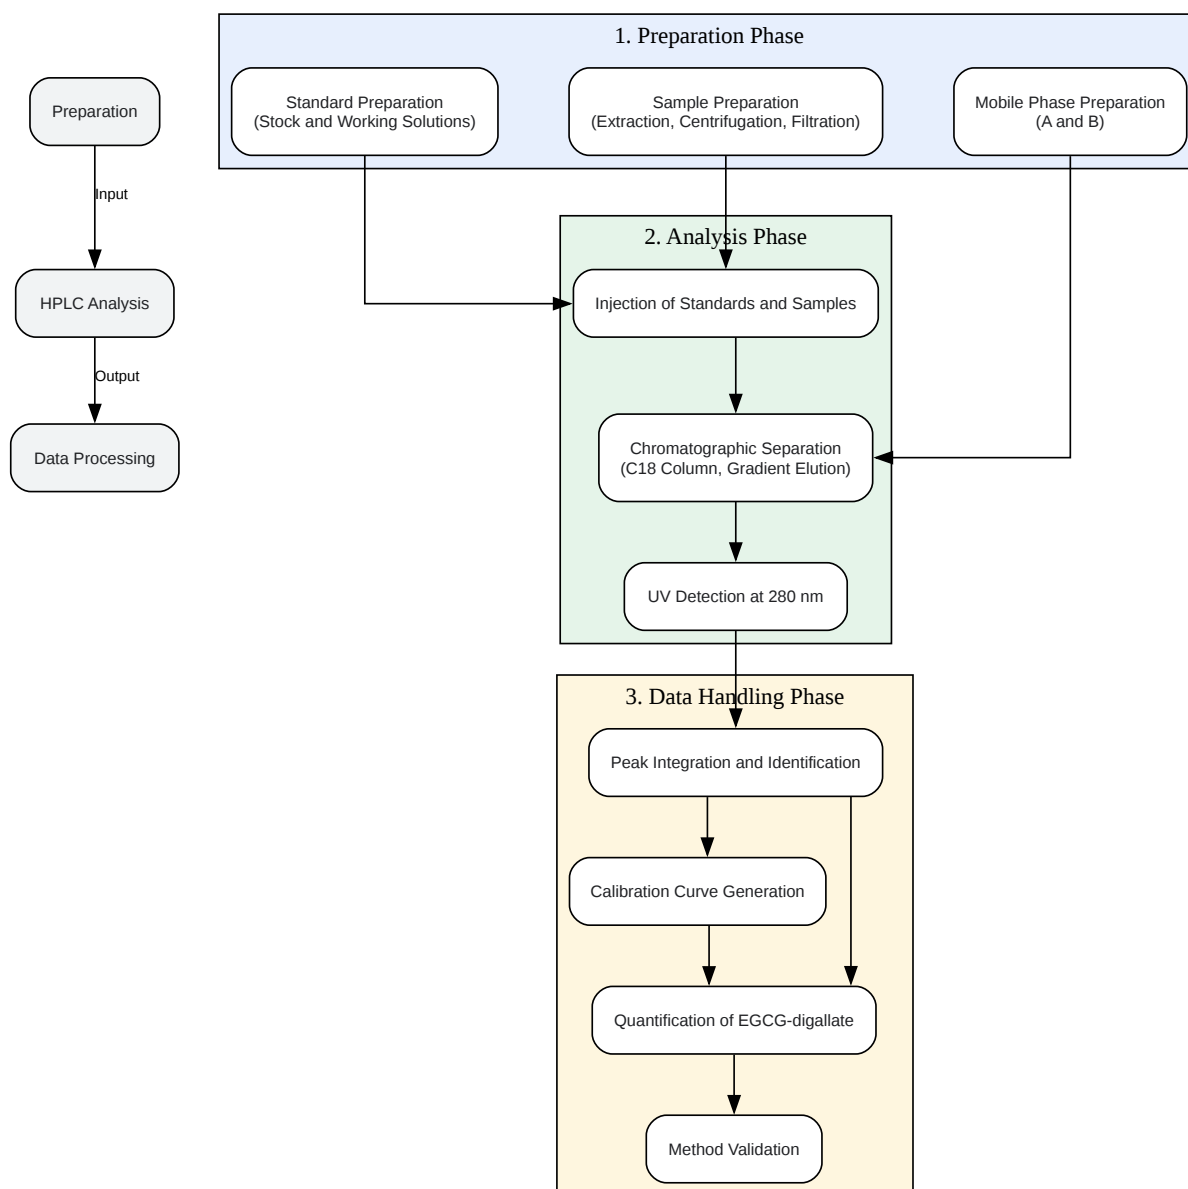 Preparation
Input
HPLC Analysis
Output
Data Processing
1. Preparation Phase
Standard Preparation
(Stock and Working Solutions)
Sample Preparation
(Extraction, Centrifugation, Filtration)
Mobile Phase Preparation
(A and B)
2. Analysis Phase
Injection of Standards and Samples
Chromatographic Separation
(C18 Column, Gradient Elution)
UV Detection at 280 nm
3. Data Handling Phase
Peak Integration and Identification
Calibration Curve Generation
Quantification of EGCG-digallate
Method Validation